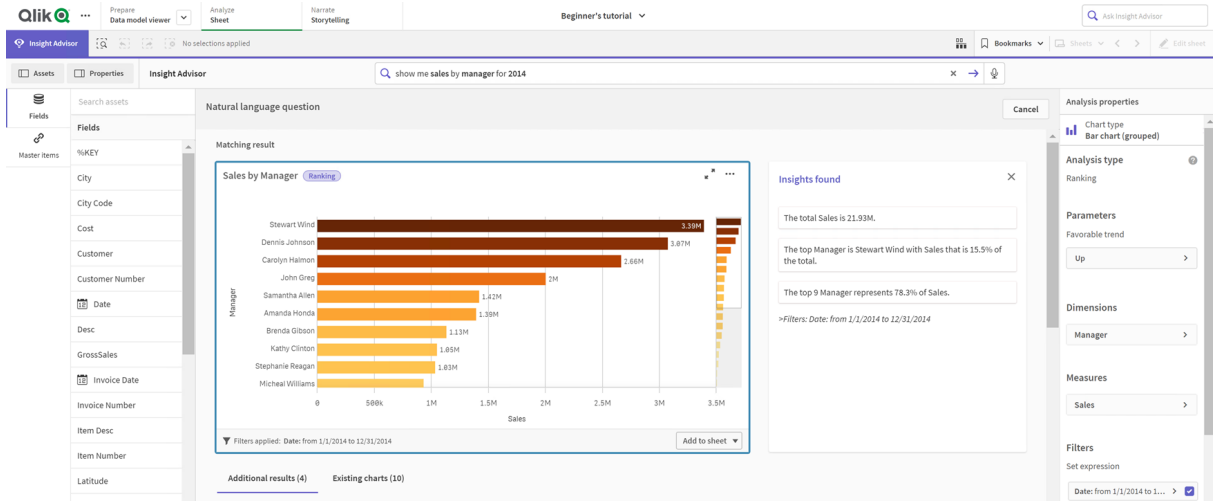 Qlik
Prepare
Data model viewer
Analyze
Sheet
Narrate
Storytelling
Beginner's tutorial
Ask Insight Advisor
Insight Advisor
No selections applied
Bookmarks
Sheets
Edit sheet
Assets
Properties
Insight Advisor
show me sales by manager for 2014
Fields
Master items
Search assets
Fields
%KEY
City
City Code
Cost
Customer
Customer Number
Date
Desc
GrossSales
Invoice Date
Invoice Number
Item Desc
Item Number
Latitude
Natural language question
Cancel
Matching result
Sales by Manager Ranking
Manager
Stewart Wind 3.39M
Dennis Johnson 3.07M
Carolyn Halmon 2.66M
John Greg 2M
Samantha Allen 1.42M
Amanda Honda 1.39M
Brenda Gibson 1.13M
Kathy Clinton 1.05M
Stephanie Reagan 1.03M
Micheal Williams
0 500k 1M 1.5M 2M 2.5M 3M 3.5M
Sales
Filters applied: Date: from 1/1/2014 to 12/31/2014
Add to sheet
Additional results (4)
Existing charts (10)
Insights found
The total Sales is 21.93M.
The top Manager is Stewart Wind with Sales that is 15.5% of
the total.
The top 9 Manager represents 78.3% of Sales.
>Filters: Date: from 1/1/2014 to 12/31/2014
Analysis properties
Chart type
Bar chart (grouped)
Analysis type
Ranking
Parameters
Favorable trend
Up
Dimensions
Manager
Measures
Sales
Filters
Set expression
Date: from 1/1/2014 to 1...